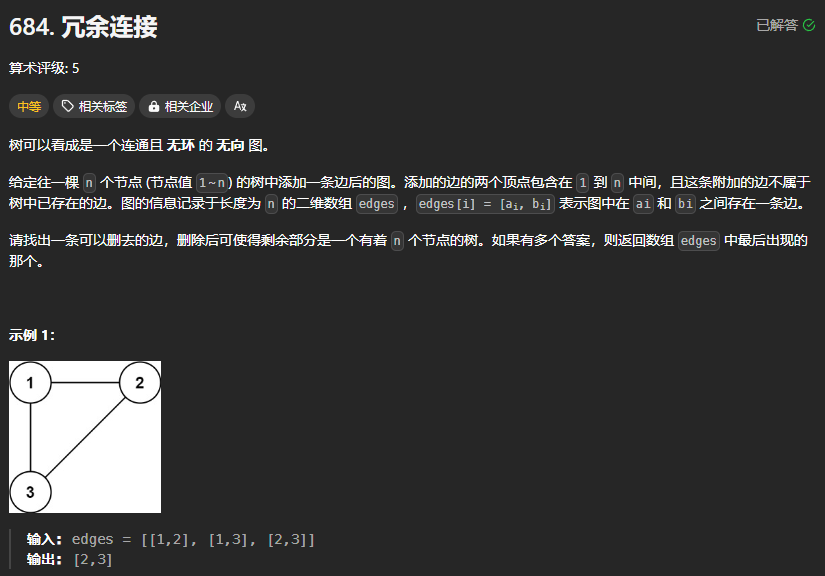 684. 冗余连接
已解答
算术评级: 5
中等 相关标签 相关企业 Aꭗ
树可以看成是一个连通且 无环 的 无向 图。
给定往一棵 n 个节点 (节点值 1～n) 的树中添加一条边后的图。添加的边的两个顶点包含在 1 到 n 中间，且这条附加的边不属于
树中已存在的边。图的信息记录于长度为 n 的二维数组 edges ，edges[i] = [aᵢ, bᵢ] 表示图中在 ai 和 bi 之间存在一条边。
请找出一条可以删去的边，删除后可使得剩余部分是一个有着 n 个节点的树。如果有多个答案，则返回数组 edges 中最后出现的
那个。
示例 1：
1
2
3
输入: edges = [[1,2], [1,3], [2,3]]
输出: [2,3]